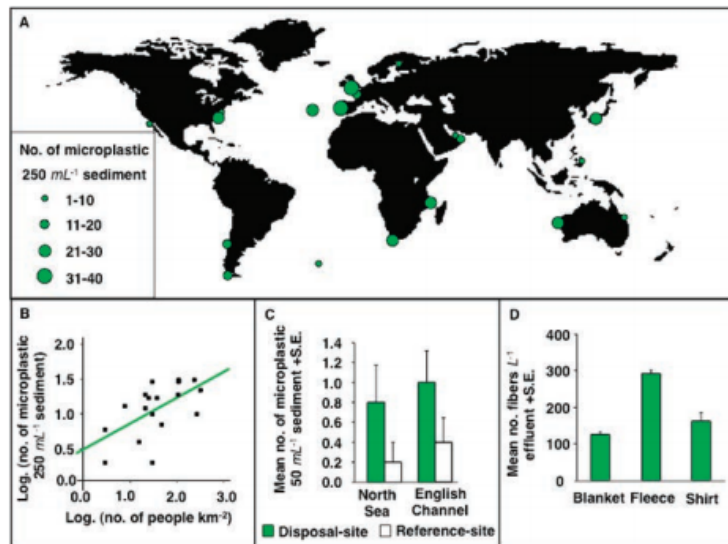 A
No. of microplastic
250 mL⁻¹ sediment
1-10
11-20
21-30
31-40
B
Log. (no. of microplastic
250 mL⁻¹ sediment)
2.0
1.5
1.0
0.5
0.0
0.0
1.0
2.0
3.0
Log. (no. of people km⁻²)
C
Mean no. of microplastic
50 mL⁻¹ sediment +S.E.
1.4
1.2
1.0
0.8
0.6
0.4
0.2
0.0
North
Sea
English
Channel
Disposal-site
Reference-site
D
Mean no. fibers L⁻¹
effluent +S.E.
400
300
200
100
0
Blanket
Fleece
Shirt